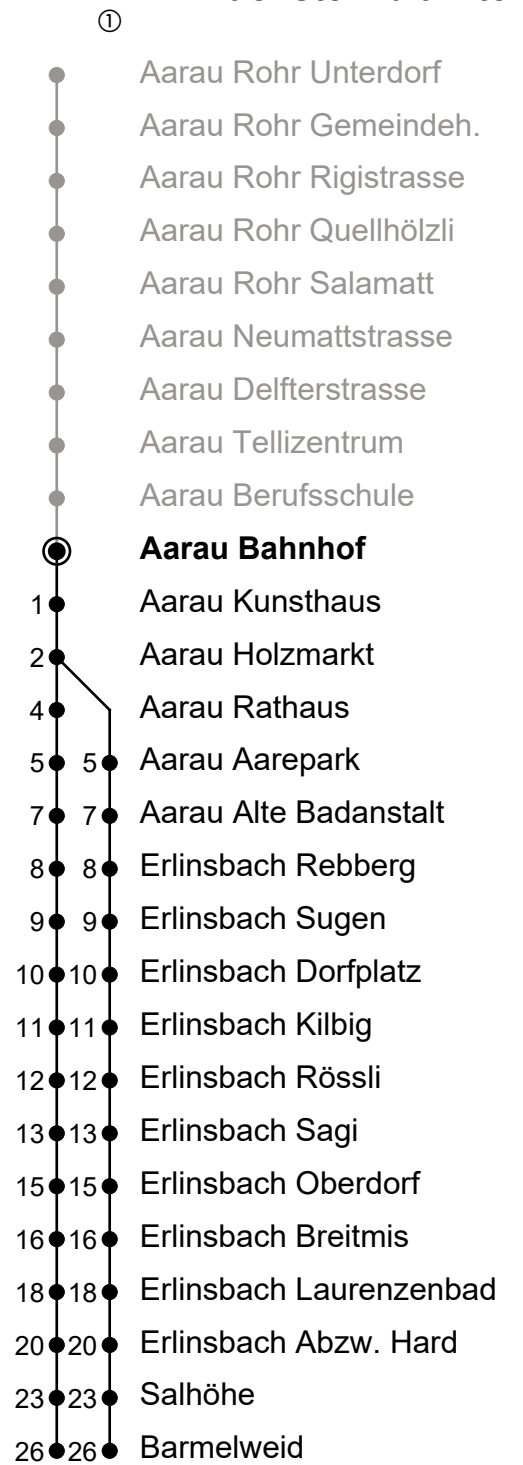 ①
Aarau Rohr Unterdorf
Aarau Rohr Gemeindeh.
Aarau Rohr Rigistrasse
Aarau Rohr Quellhölzli
Aarau Rohr Salamatt
Aarau Neumattstrasse
Aarau Delfterstrasse
Aarau Tellizentrum
Aarau Berufsschule
Aarau Bahnhof
1 Aarau Kunsthaus
2 Aarau Holzmarkt
4 Aarau Rathaus
5 5 Aarau Aarepark
7 7 Aarau Alte Badanstalt
8 8 Erlinsbach Rebberg
9 9 Erlinsbach Sugen
10 10 Erlinsbach Dorfplatz
11 11 Erlinsbach Kilbig
12 12 Erlinsbach Rössli
13 13 Erlinsbach Sagi
15 15 Erlinsbach Oberdorf
16 16 Erlinsbach Breitmis
18 18 Erlinsbach Laurenzenbad
20 20 Erlinsbach Abzw. Hard
23 23 Salhöhe
26 26 Barmelweid